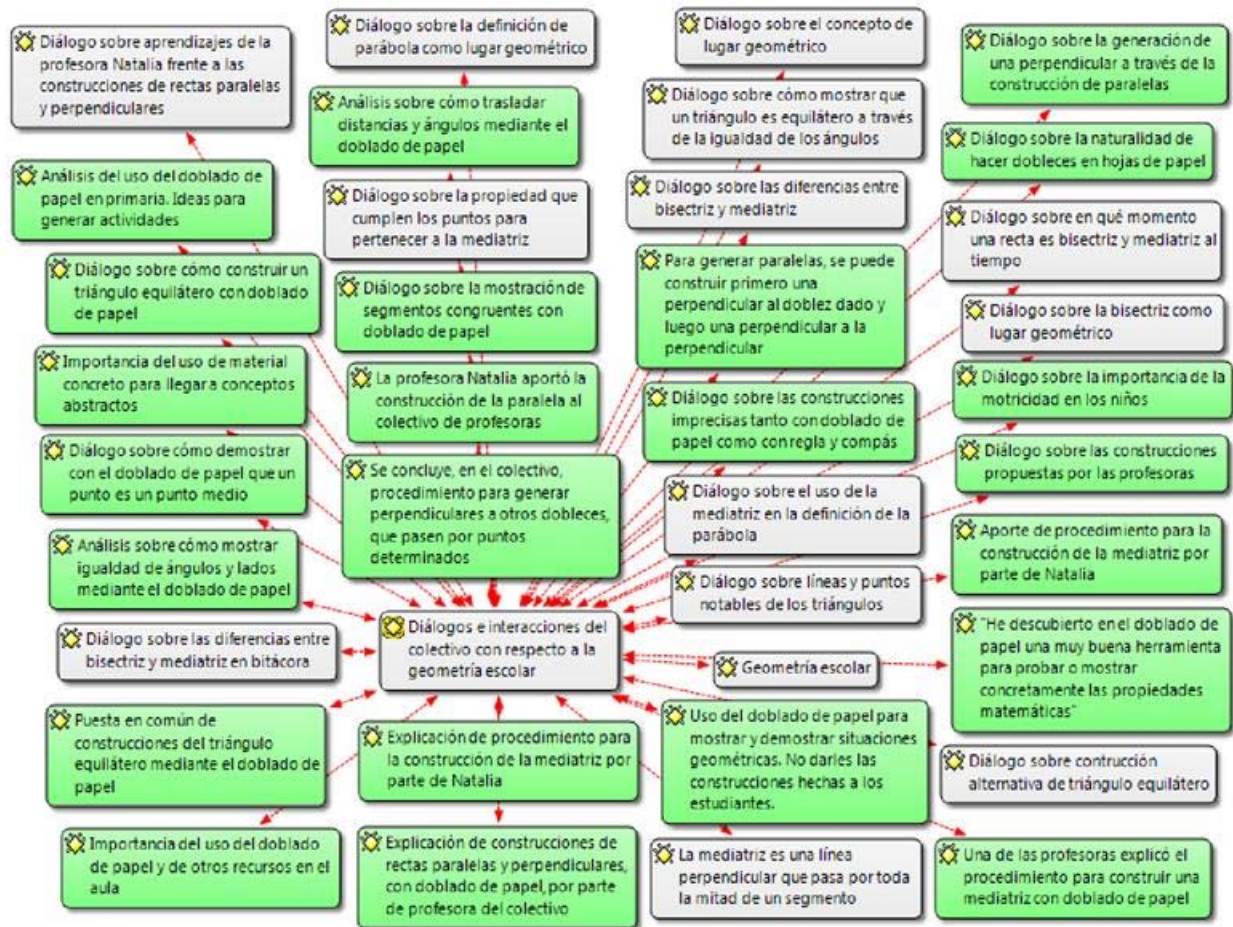 Diálogo sobre aprendizajes de la
profesora Natalia frente a las
construcciones de rectas paralelas
y perpendiculares
Análisis del uso del doblado de
papel en primaria. Ideas para
generar actividades
Diálogo sobre cómo construir un
triángulo equilátero con doblado
de papel
Importancia del uso de material
concreto para llegar a conceptos
abstractos
Diálogo sobre cómo demostrar
con el doblado de papel que un
punto es un punto medio
Análisis sobre cómo mostrar
igualdad de ángulos y lados
mediante el doblado de papel
Diálogo sobre las diferencias entre
bisectriz y mediatriz en bitácora
Puesta en común de
construcciones del triángulo
equilátero mediante el doblado de
papel
Importancia del uso del doblado
de papel y de otros recursos en el
aula
Diálogo sobre la definición de
parábola como lugar geométrico
Análisis sobre cómo trasladar
distancias y ángulos mediante el
doblado de papel
Diálogo sobre la propiedad que
cumplen los puntos para
pertenecer a la mediatriz
Diálogo sobre la mostración de
segmentos congruentes con
doblado de papel
La profesora Natalia aportó la
construcción de la paralela al
colectivo de profesoras
Se concluye, en el colectivo,
procedimiento para generar
perpendiculares a otros dobleces,
que pasen por puntos
determinados
Diálogos e interacciones del
colectivo con respecto a la
geometría escolar
Explicación de procedimiento para
la construcción de la mediatriz por
parte de Natalia
Explicación de construcciones de
rectas paralelas y perpendiculares,
con doblado de papel, por parte
de profesora del colectivo
Diálogo sobre el concepto de
lugar geométrico
Diálogo sobre cómo mostrar que
un triángulo es equilátero a través
de la igualdad de los ángulos
Diálogo sobre las diferencias entre
bisectriz y mediatriz
Para generar paralelas, se puede
construir primero una
perpendicular al doblez dado y
luego una perpendicular a la
perpendicular
Diálogo sobre las construcciones
imprecisas tanto con doblado de
papel como con regla y compás
Diálogo sobre el uso de la
mediatriz en la definición de la
parábola
Diálogo sobre líneas y puntos
notables de los triángulos
Geometría escolar
Uso del doblado de papel para
mostrar y demostrar situaciones
geométricas. No darles las
construcciones hechas a los
estudiantes.
La mediatriz es una línea
perpendicular que pasa por toda
la mitad de un segmento
Diálogo sobre la generación de
una perpendicular a través de la
construcción de paralelas
Diálogo sobre la naturalidad de
hacer dobleces en hojas de papel
Diálogo sobre en qué momento
una recta es bisectriz y mediatriz al
tiempo
Diálogo sobre la bisectriz como
lugar geométrico
Diálogo sobre la importancia de la
motricidad en los niños
Diálogo sobre las construcciones
propuestas por las profesoras
Aporte de procedimiento para la
construcción de la mediatriz por
parte de Natalia
"He descubierto en el doblado de
papel una muy buena herramienta
para probar o mostrar
concretamente las propiedades
matemáticas"
Diálogo sobre contrucción
alternativa de triángulo equilátero
Una de las profesoras explicó el
procedimiento para construir una
mediatriz con doblado de papel